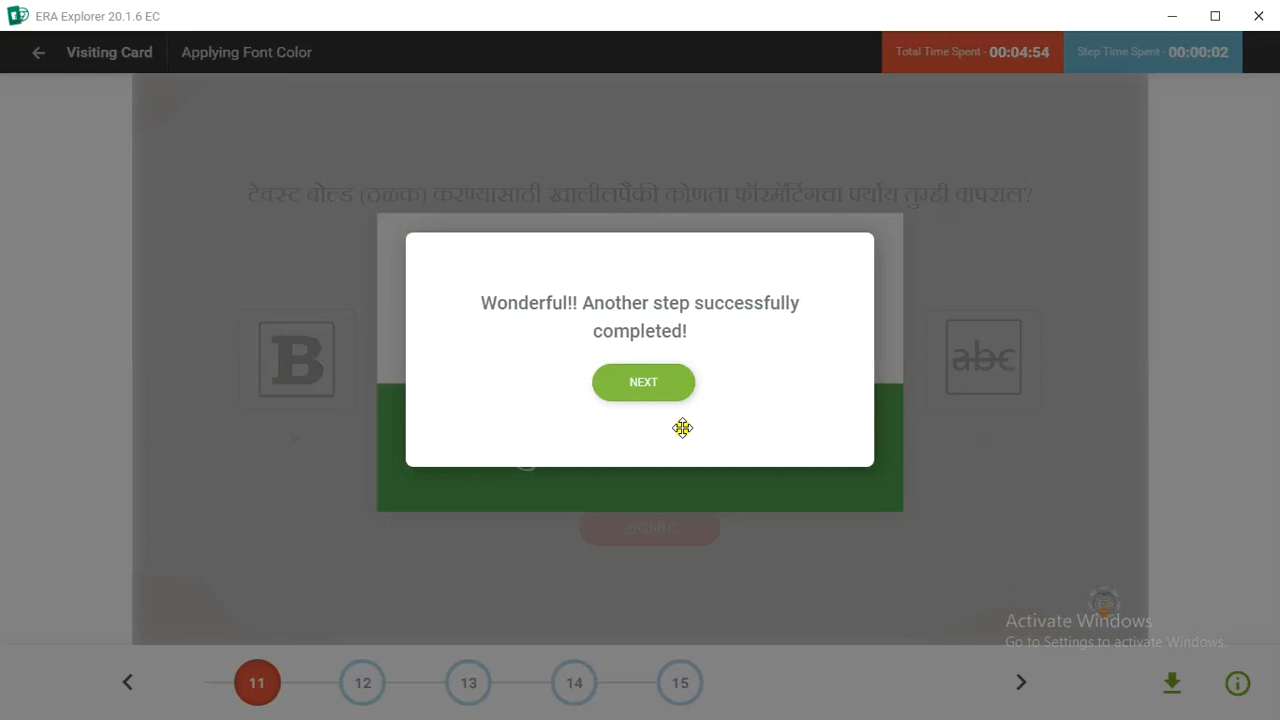 ERA Explorer 20.1.6 EC
Visiting Card
Applying Font Color
Total Time Spent - 00:04:54
Step Time Spent - 00:00:02
टेक्स्ट बोल्ड (ठळक) करण्यासाठी खालीलपैकी कोणता फॉरमॅटिंगचा पर्याय तुम्ही वापराल?
Wonderful!! Another step successfully
completed!
B
abc
NEXT
Activate Windows
Go to Settings to activate Windows.
11
12
13
14
15